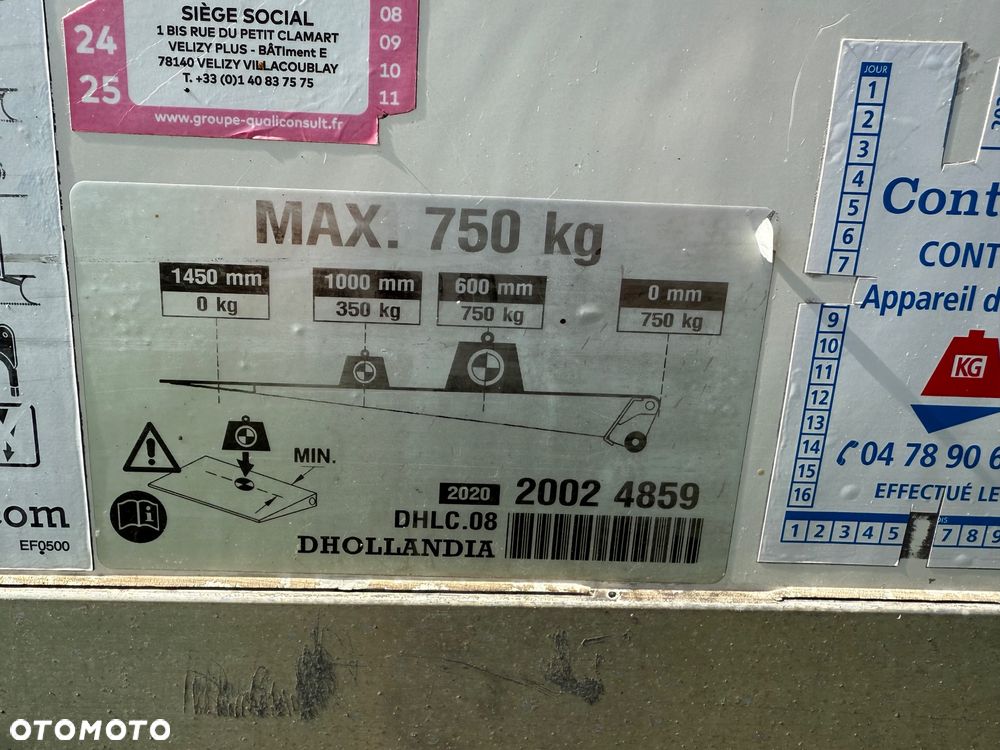 24
25
SIÈGE SOCIAL
1 BIS RUE DU PETIT CLAMART
VELIZY PLUS - BÂTIment E
78140 VELIZY VILLACOUBLAY
T. +33 (0)1 40 83 75 75
08
09
10
11
www.groupe-qualiconsult.fr
MAX. 750 kg
1450 mm
0 kg
1000 mm
350 kg
600 mm
750 kg
0 mm
750 kg
MIN.
2020 2002 4859
DHLC.08
DHOLLANDIA
.com
EF0500
JOUR
1
2
3
4
5
6
7
9
10
11
12
13
14
15
16
1 2 3 4 5
7 8 9
Cont
CONT
Appareil d
KG
04 78 90 6
EFFECTUÉ LE
OTOMOTO